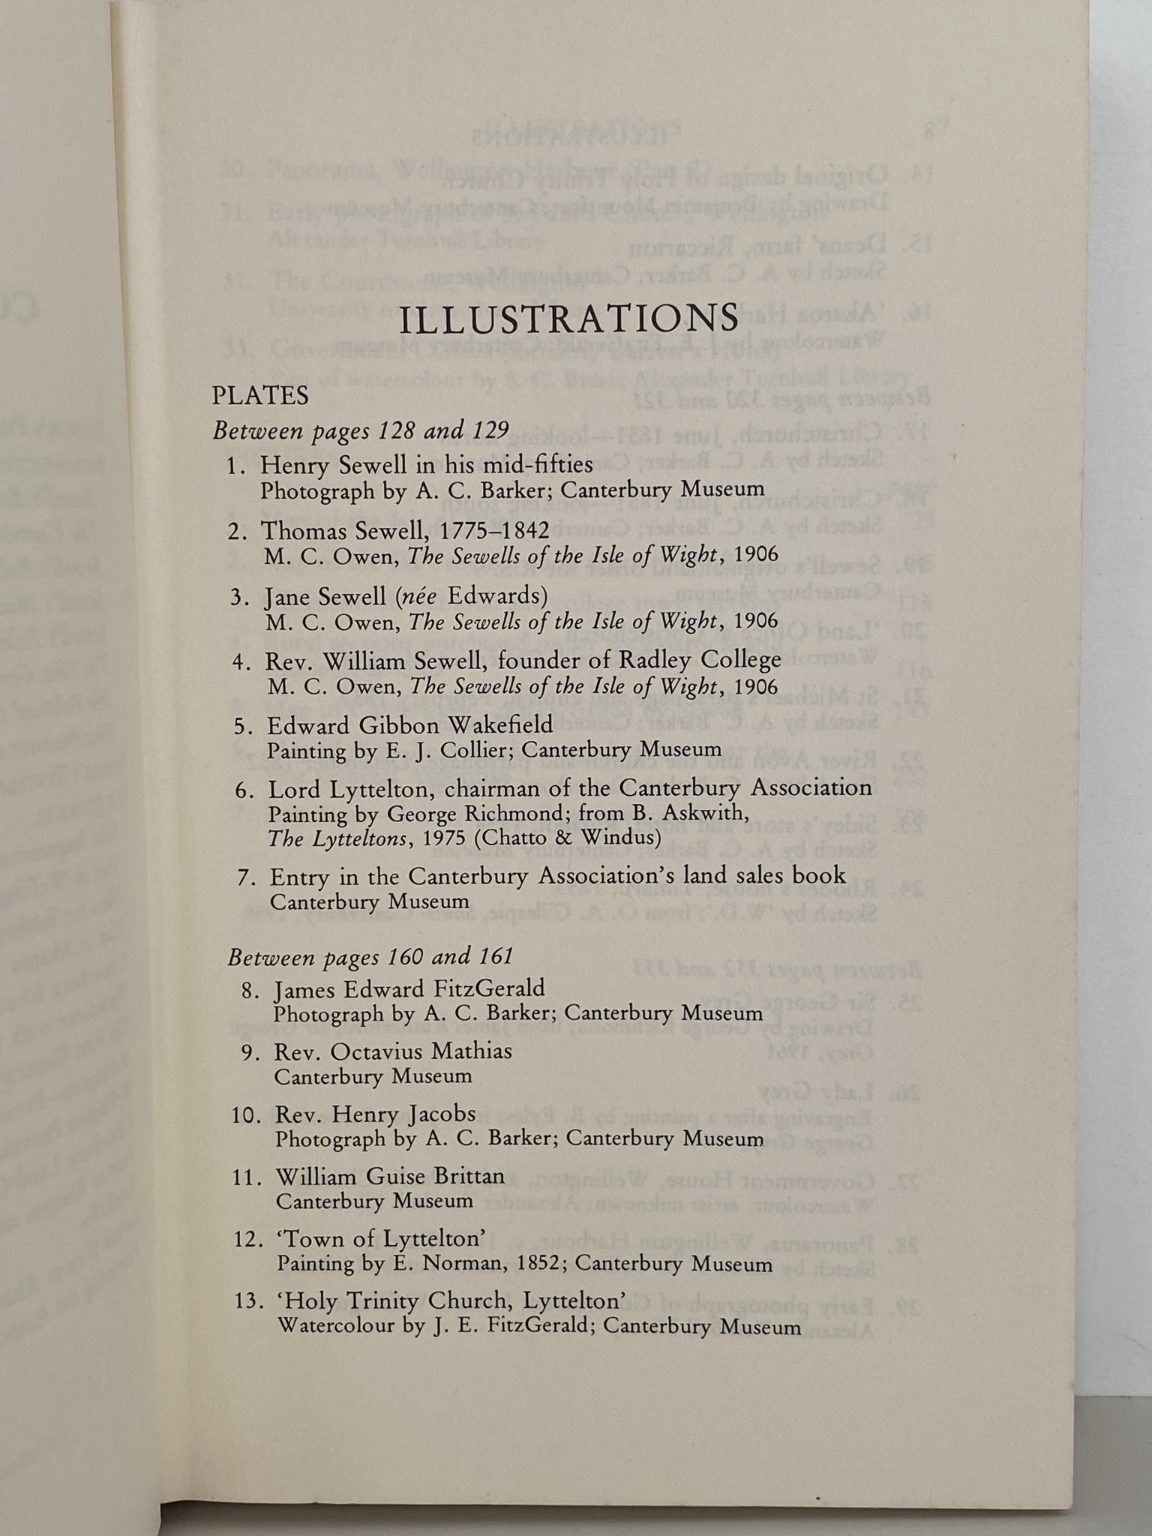 ILLUSTRATIONS
PLATES
Between pages 128 and 129
1. Henry Sewell in his mid-fifties
Photograph by A. C. Barker; Canterbury Museum
2. Thomas Sewell, 1775–1842
M. C. Owen, The Sewells of the Isle of Wight, 1906
3. Jane Sewell (née Edwards)
M. C. Owen, The Sewells of the Isle of Wight, 1906
4. Rev. William Sewell, founder of Radley College
M. C. Owen, The Sewells of the Isle of Wight, 1906
5. Edward Gibbon Wakefield
Painting by E. J. Collier; Canterbury Museum
6. Lord Lyttelton, chairman of the Canterbury Association
Painting by George Richmond; from B. Askwith,
The Lytteltons, 1975 (Chatto & Windus)
7. Entry in the Canterbury Association’s land sales book
Canterbury Museum
Between pages 160 and 161
8. James Edward FitzGerald
Photograph by A. C. Barker; Canterbury Museum
9. Rev. Octavius Mathias
Canterbury Museum
10. Rev. Henry Jacobs
Photograph by A. C. Barker; Canterbury Museum
11. William Guise Brittan
Canterbury Museum
12. ‘Town of Lyttelton’
Painting by E. Norman, 1852; Canterbury Museum
13. ‘Holy Trinity Church, Lyttelton’
Watercolour by J. E. FitzGerald; Canterbury Museum